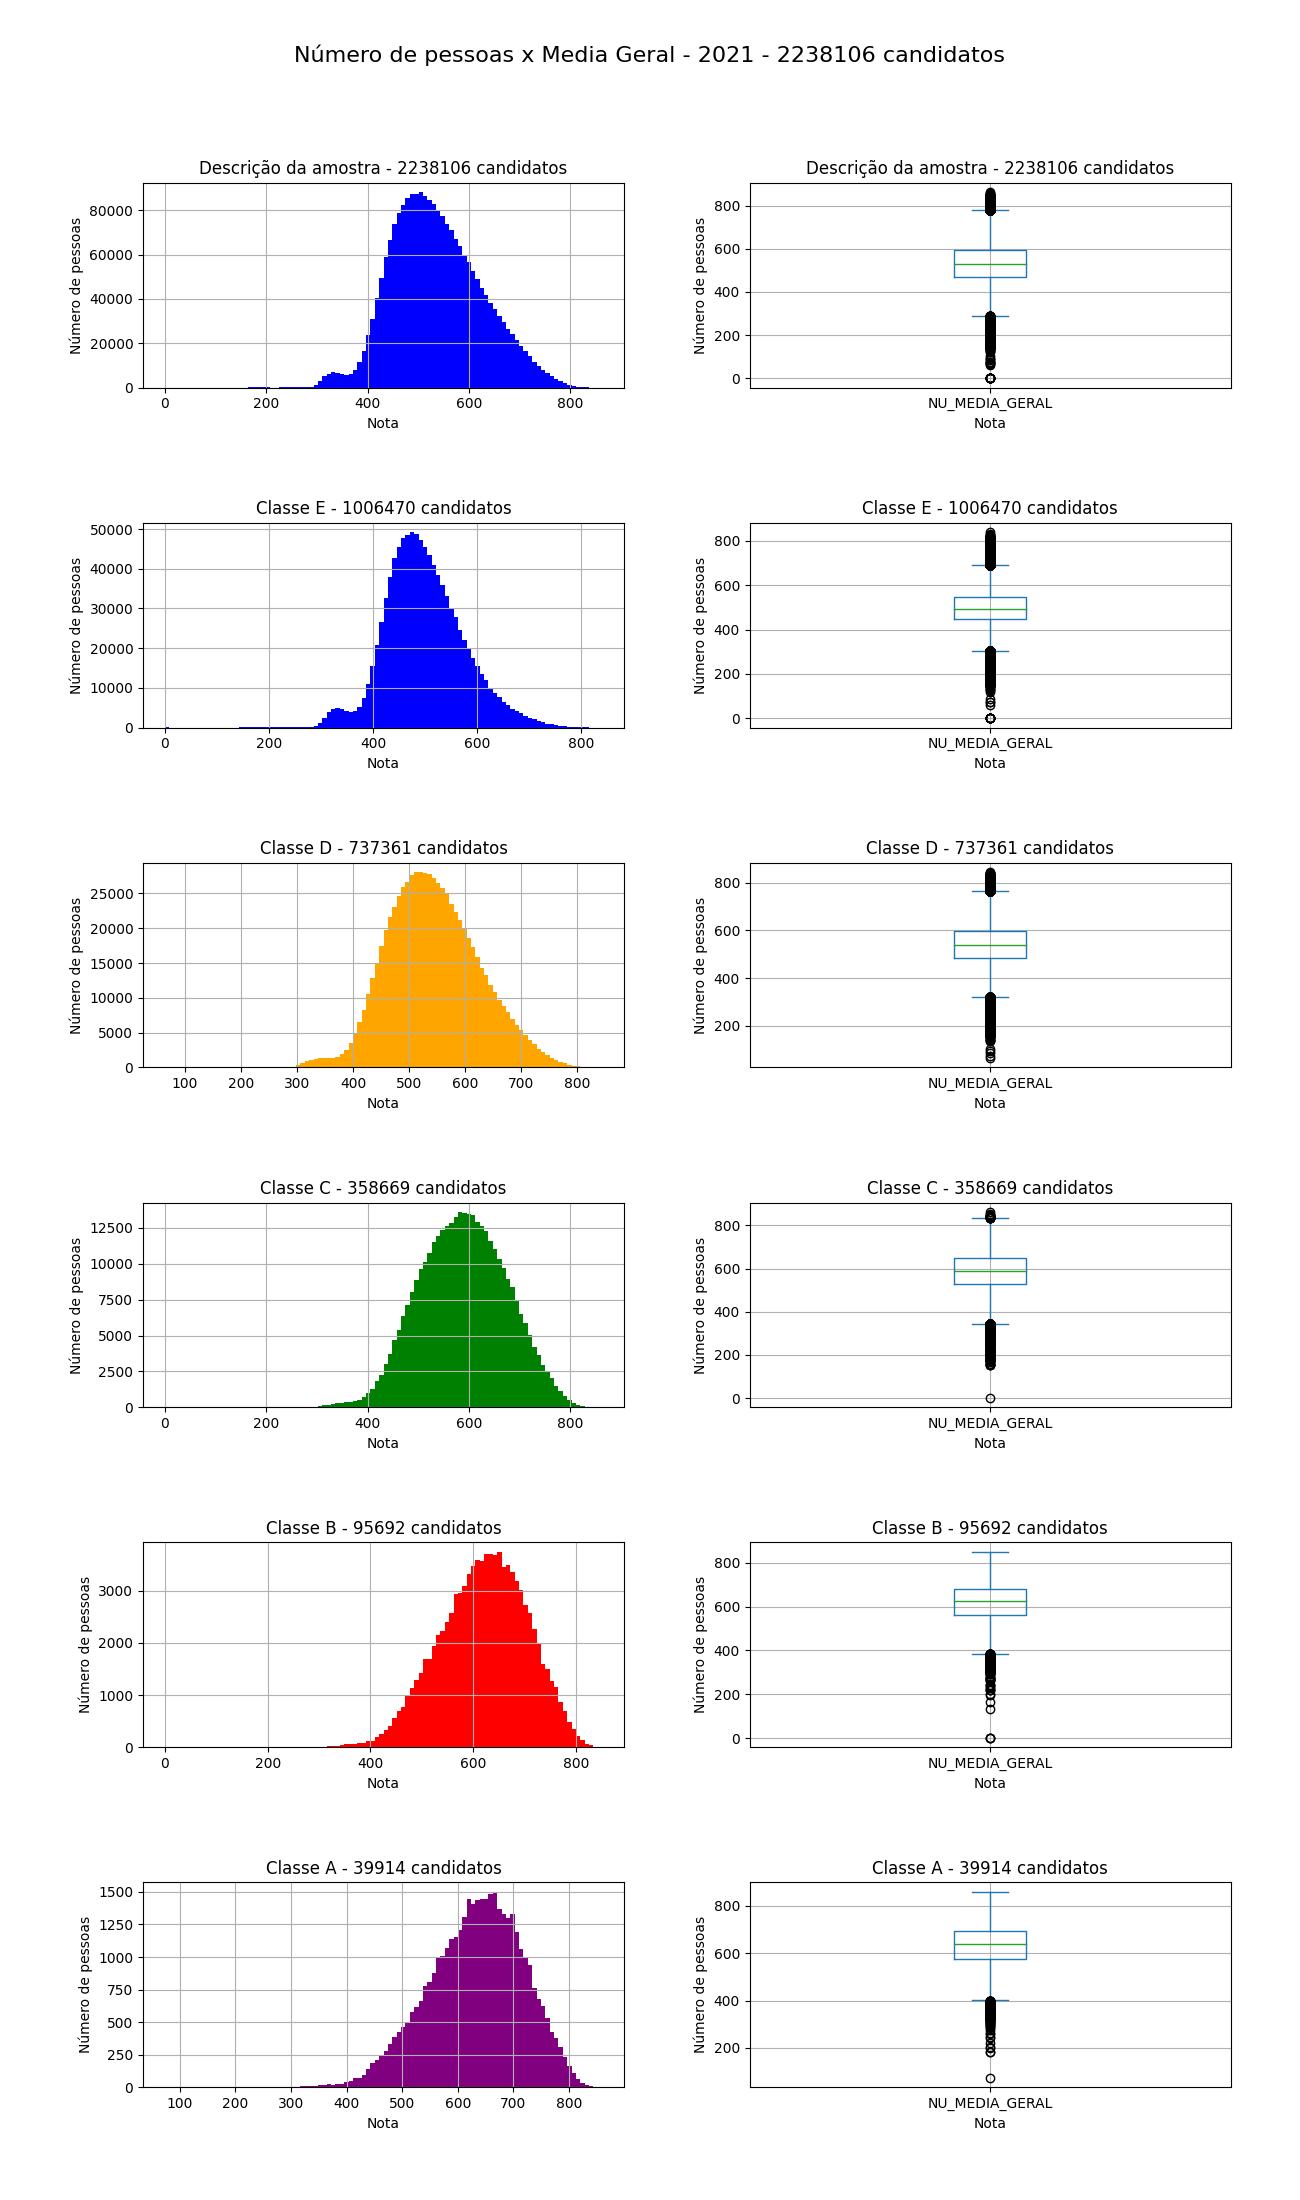 Número de pessoas x Media Geral - 2021 - 2238106 candidatos
Descrição da amostra - 2238106 candidatos
Número de pessoas
80000
60000
40000
20000
0
0 200 400 600 800
Nota
Descrição da amostra - 2238106 candidatos
Número de pessoas
800
600
400
200
0
NU_MEDIA_GERAL
Nota
Classe E - 1006470 candidatos
Número de pessoas
50000
40000
30000
20000
10000
0
0 200 400 600 800
Nota
Classe E - 1006470 candidatos
Número de pessoas
800
600
400
200
0
NU_MEDIA_GERAL
Nota
Classe D - 737361 candidatos
Número de pessoas
25000
20000
15000
10000
5000
0
100 200 300 400 500 600 700 800
Nota
Classe D - 737361 candidatos
Número de pessoas
800
600
400
200
NU_MEDIA_GERAL
Nota
Classe C - 358669 candidatos
Número de pessoas
12500
10000
7500
5000
2500
0
0 200 400 600 800
Nota
Classe C - 358669 candidatos
Número de pessoas
800
600
400
200
0
NU_MEDIA_GERAL
Nota
Classe B - 95692 candidatos
Número de pessoas
3000
2000
1000
0
0 200 400 600 800
Nota
Classe B - 95692 candidatos
Número de pessoas
800
600
400
200
0
NU_MEDIA_GERAL
Nota
Classe A - 39914 candidatos
Número de pessoas
1500
1250
1000
750
500
250
0
100 200 300 400 500 600 700 800
Nota
Classe A - 39914 candidatos
Número de pessoas
800
600
400
200
NU_MEDIA_GERAL
Nota